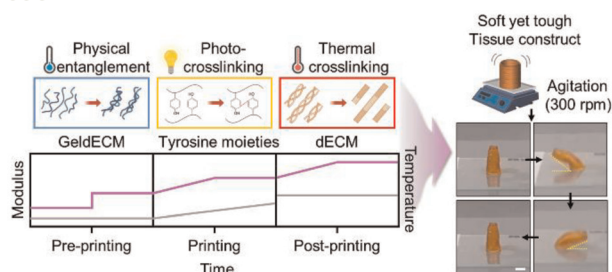 Physical entanglement
Photo-crosslinking
Thermal crosslinking
GeldECM
Tyrosine moieties
dECM
Modulus
Temperature
Pre-printing
Printing
Post-printing
Time
Soft yet tough
Tissue construct
Agitation
(300 rpm)